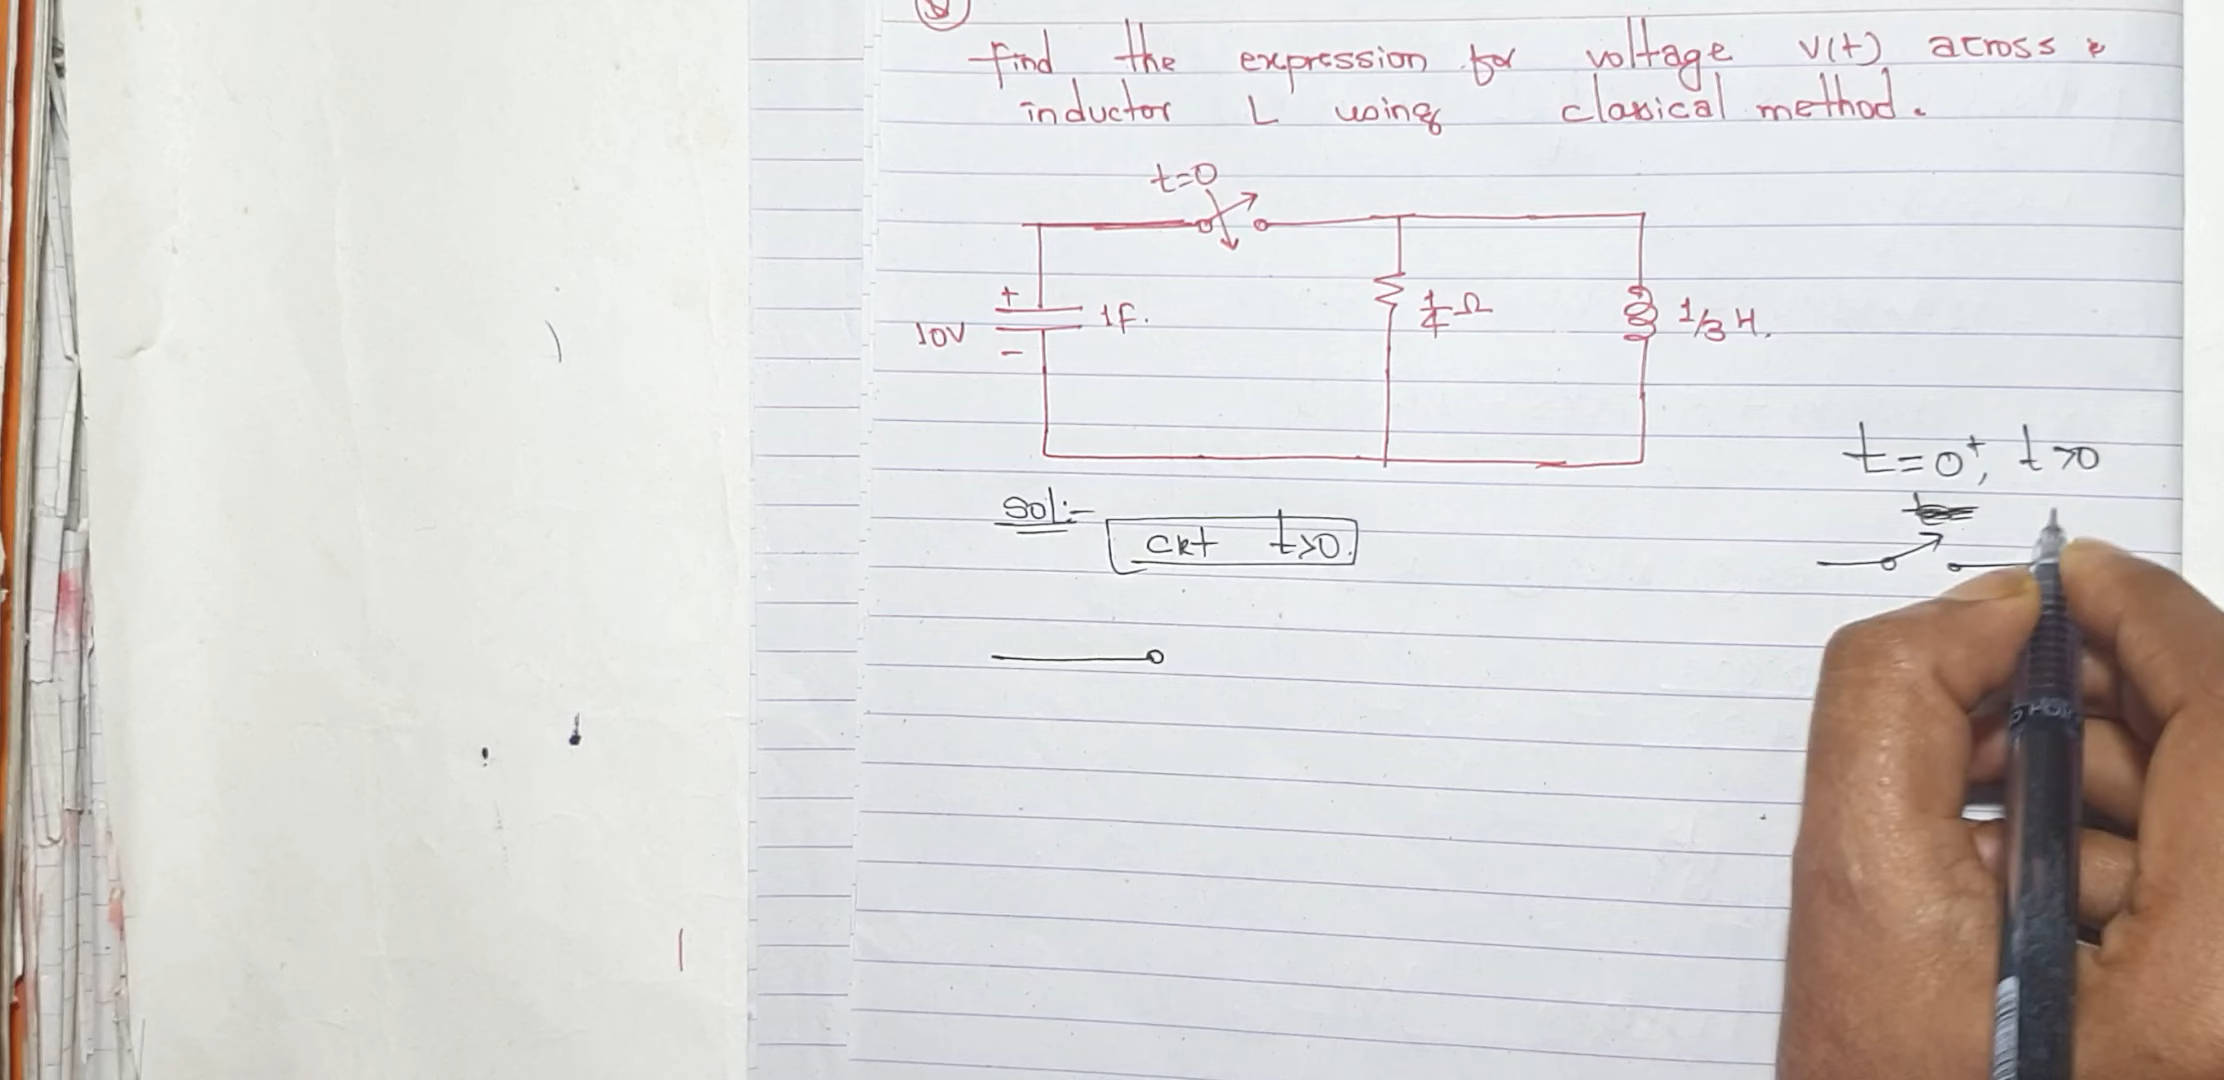 Find the expression for voltage V(t) across
inductor L using clasical method.
t=0
+
10V
-
1F.
1/4 Ω
1/3 H.
t=0⁺, t>0
Sol:-
Ckt t>0.